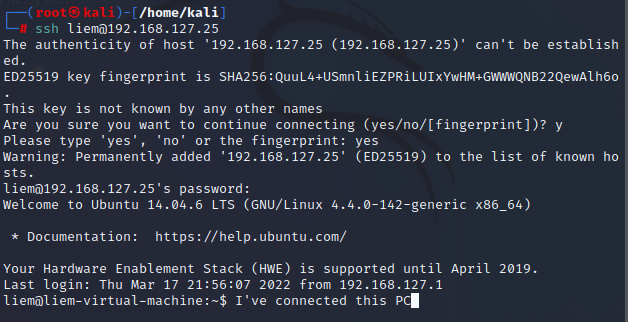 ┌──(root㉿kali)-[/home/kali]
└─# ssh liem@192.168.127.25
The authenticity of host '192.168.127.25 (192.168.127.25)' can't be establish
ed.
ED25519 key fingerprint is SHA256:QuuL4+USmnliEZPRiLUIxYwHM+GWWWQNB22QewAlh6o
.
This key is not known by any other names
Are you sure you want to continue connecting (yes/no/[fingerprint])? y
Please type 'yes', 'no' or the fingerprint: yes
Warning: Permanently added '192.168.127.25' (ED25519) to the list of known ho
sts.
liem@192.168.127.25's password:
Welcome to Ubuntu 14.04.6 LTS (GNU/Linux 4.4.0-142-generic x86_64)
* Documentation:  https://help.ubuntu.com/
Your Hardware Enablement Stack (HWE) is supported until April 2019.
Last login: Thu Mar 17 21:56:07 2022 from 192.168.127.1
liem@liem-virtual-machine:~$ I've connected this PC